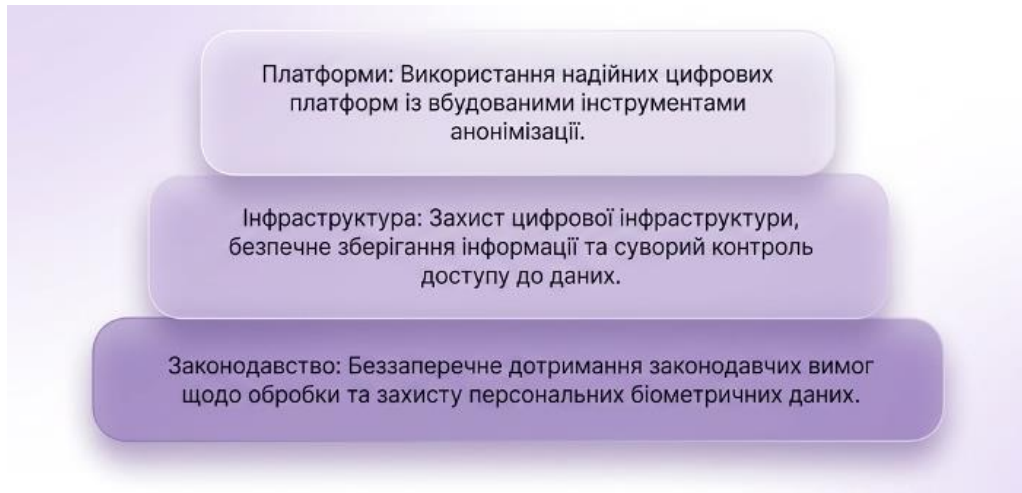 Платформи: Використання надійних цифрових
платформ із вбудованими інструментами
анонімізації.
Інфраструктура: Захист цифрової інфраструктури,
безпечне зберігання інформації та суворий контроль
доступу до даних.
Законодавство: Беззаперечне дотримання законодавчих вимог
щодо обробки та захисту персональних біометричних даних.